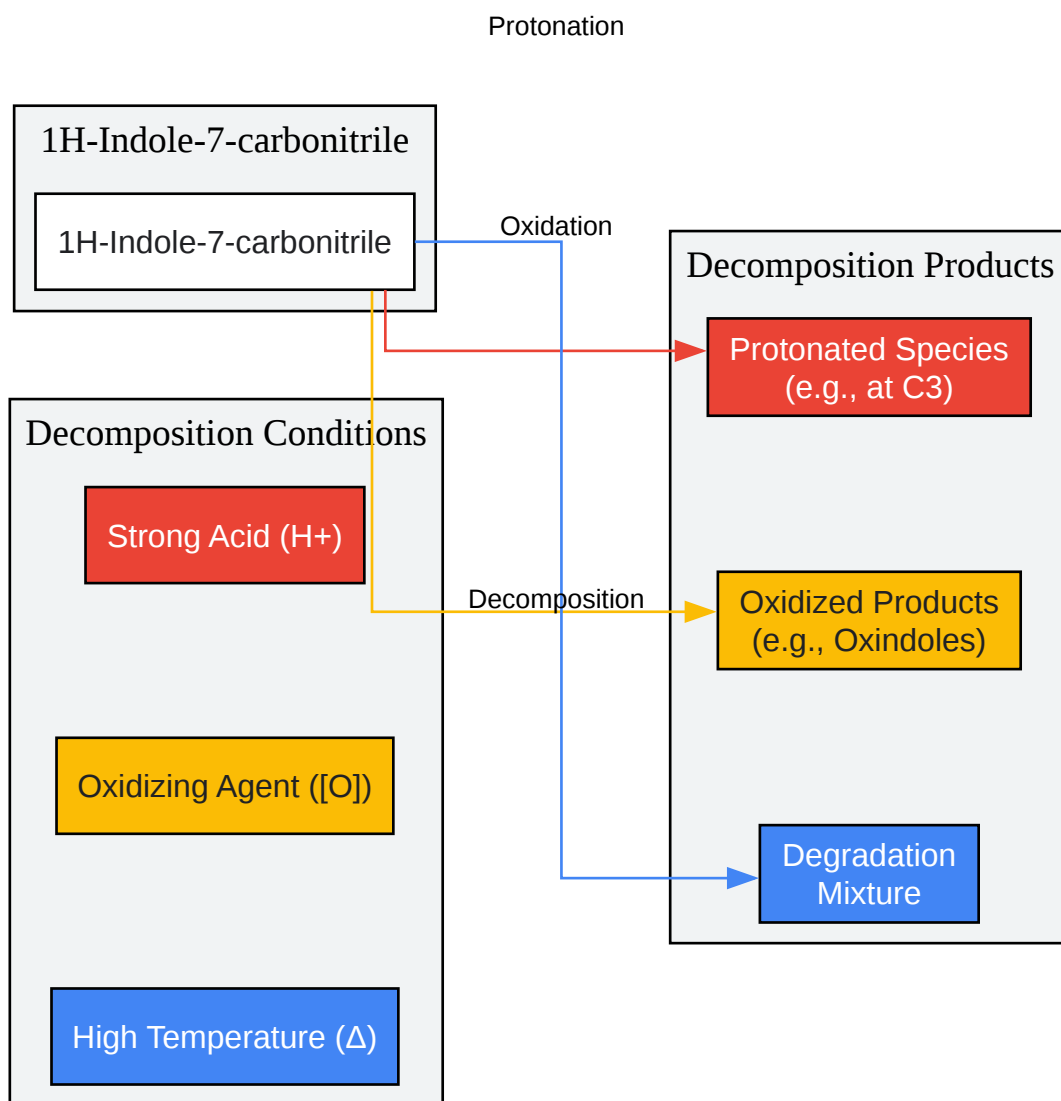 Protonation
1H-Indole-7-carbonitrile
1H-Indole-7-carbonitrile
Oxidation
Decomposition Products
Protonated Species
(e.g., at C3)
Decomposition Conditions
Strong Acid (H+)
Decomposition
Oxidized Products
(e.g., Oxindoles)
Oxidizing Agent ([O])
Degradation
Mixture
High Temperature (Δ)